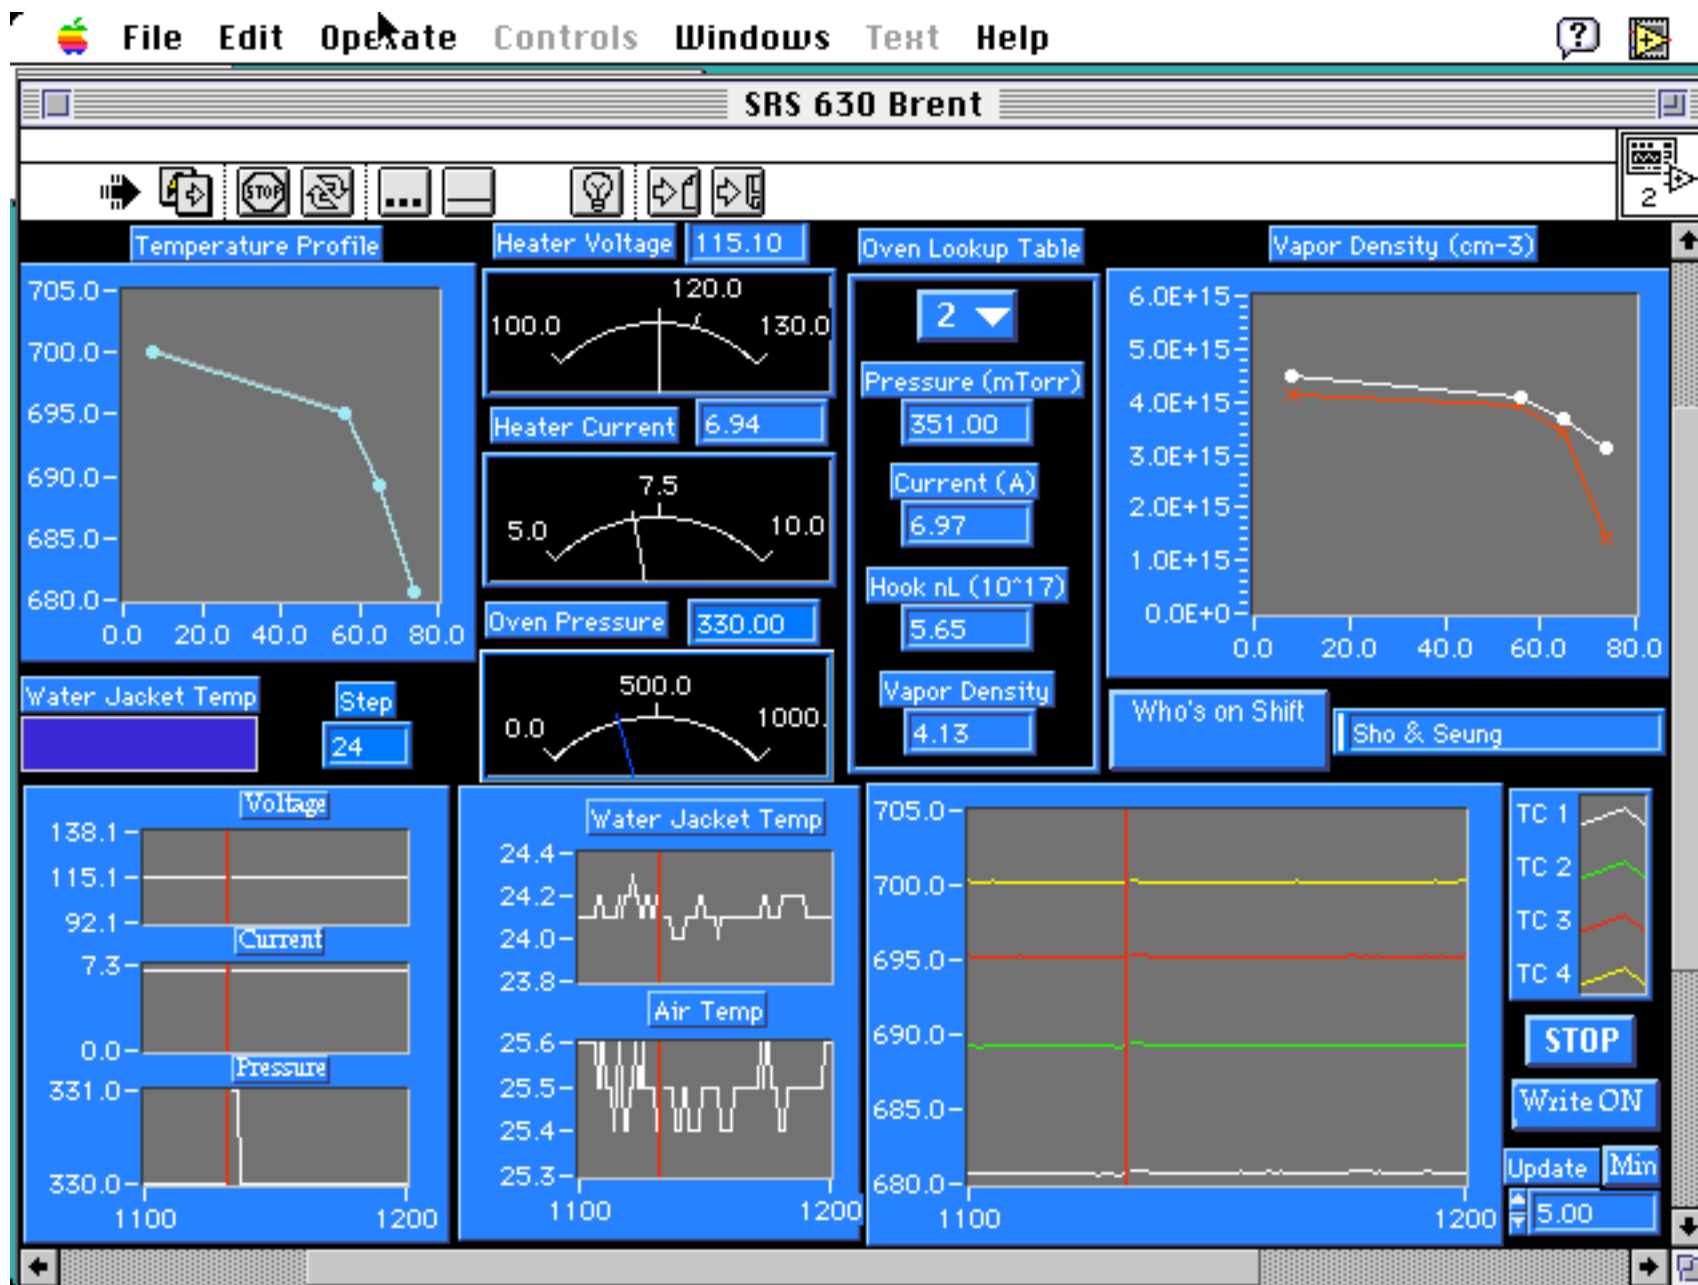 File Edit Operate Controls Windows Text Help
SRS 630 Brent
STOP
2
Temperature Profile
705.0
700.0
695.0
690.0
685.0
680.0
0.0 20.0 40.0 60.0 80.0
Heater Voltage 115.10
100.0 120.0 130.0
Heater Current 6.94
5.0 7.5 10.0
Oven Pressure 330.00
0.0 500.0 1000.
Oven Lookup Table
2
Pressure (mTorr)
351.00
Current (A)
6.97
Hook nL (10^17)
5.65
Vapor Density
4.13
Vapor Density (cm-3)
6.0E+15
5.0E+15
4.0E+15
3.0E+15
2.0E+15
1.0E+15
0.0E+0
0.0 20.0 40.0 60.0 80.0
Water Jacket Temp
Step
24
Who's on Shift
Sho & Seung
Voltage
138.1
115.1
92.1
Current
7.3
0.0
Pressure
331.0
330.0
1100 1200
Water Jacket Temp
24.4
24.2
24.0
23.8
Air Temp
25.6
25.5
25.4
25.3
1100 1200
705.0
700.0
695.0
690.0
685.0
680.0
1100 1200
TC 1
TC 2
TC 3
TC 4
STOP
Write ON
Update Min
5.00